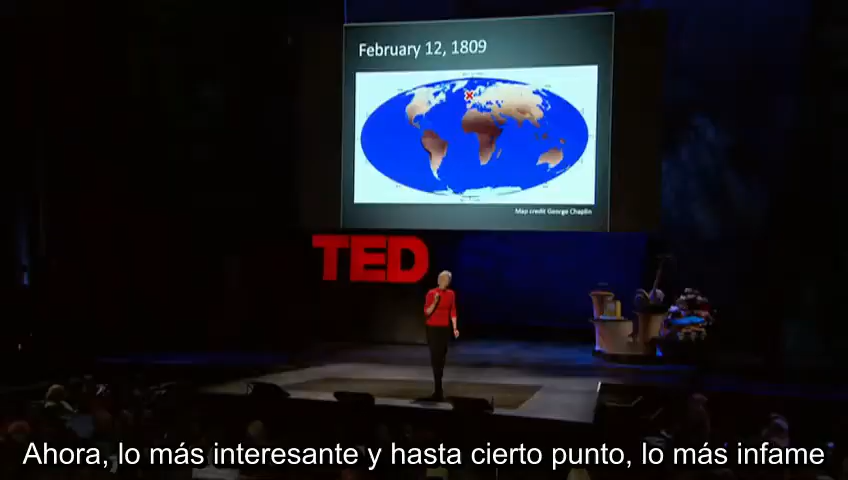 February 12, 1809
Map credit George Chaplin
TED
Ahora, lo más interesante y hasta cierto punto, lo más infame